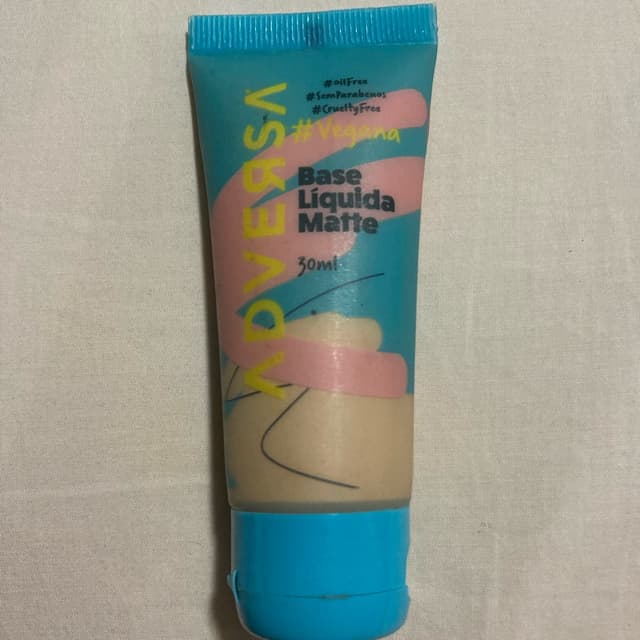 #oilFree
#SemParabenos
#CrueltyFree
#Vegana
ADVERSA
Base
Líquida
Matte
30ml